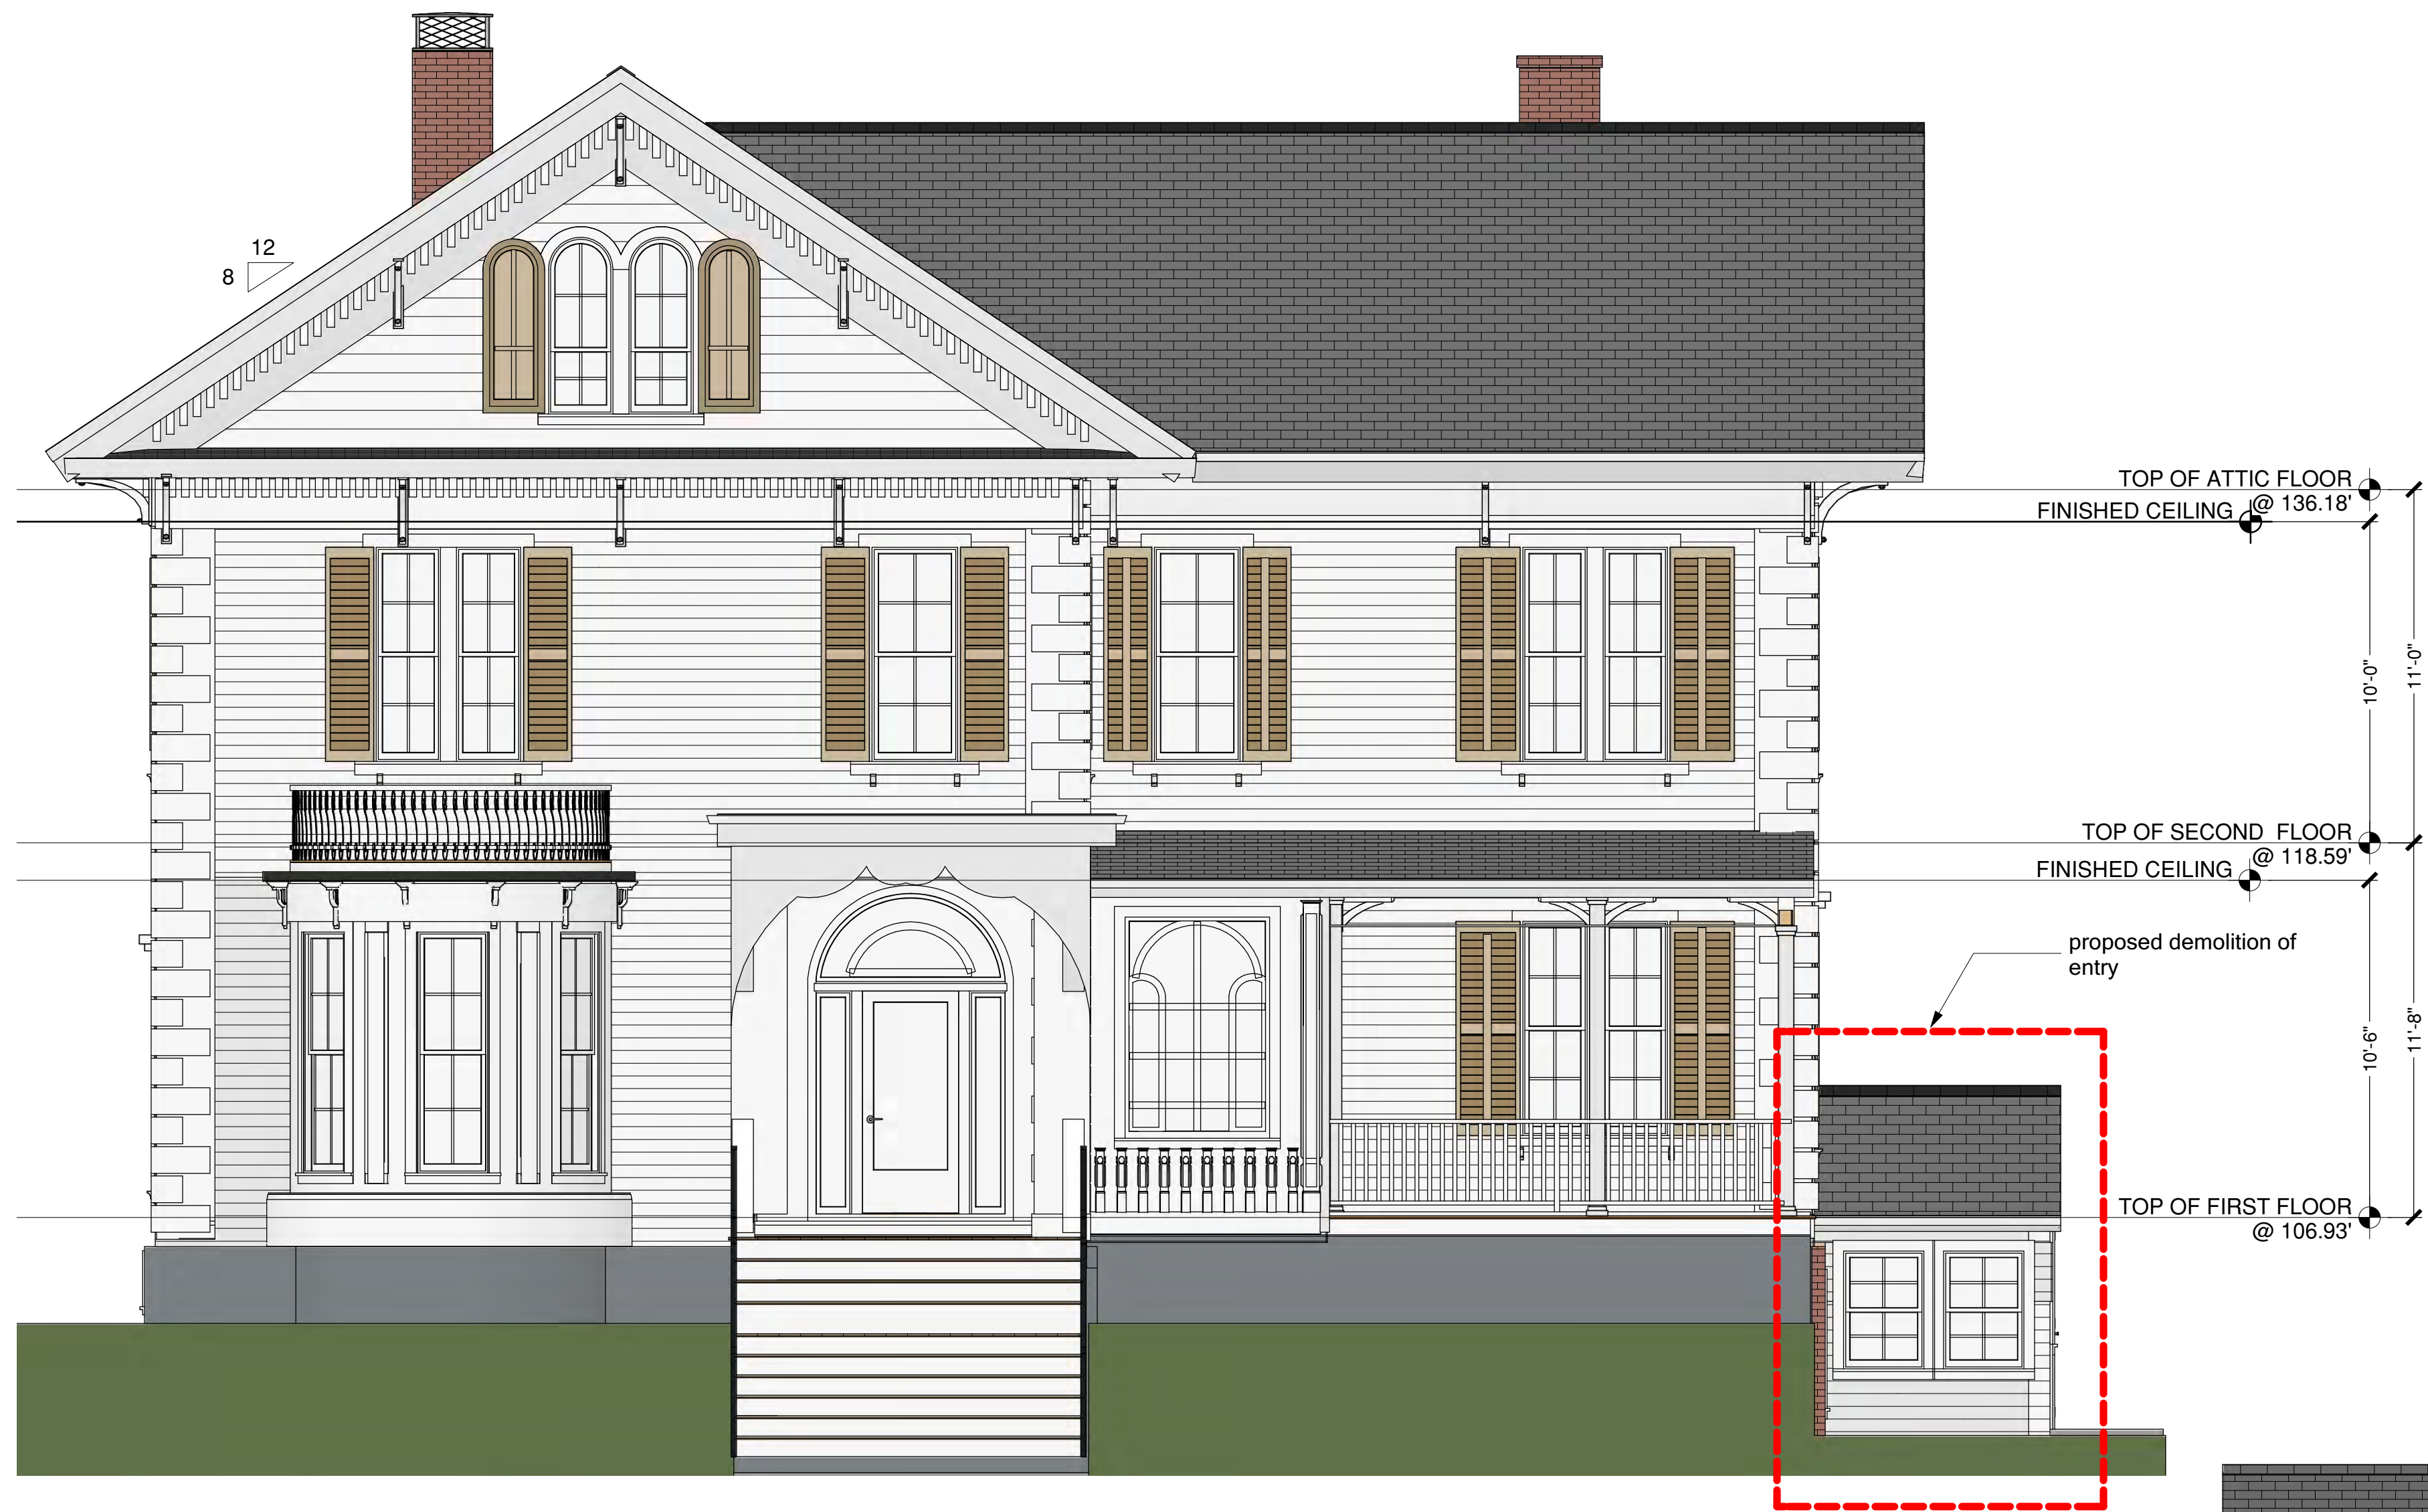 12
8
TOP OF ATTIC FLOOR
@ 136.18'
FINISHED CEILING
10'-0"
11'-0"
TOP OF SECOND FLOOR
@ 118.59'
FINISHED CEILING
proposed demolition of
entry
10'-6"
11'-8"
TOP OF FIRST FLOOR
@ 106.93'